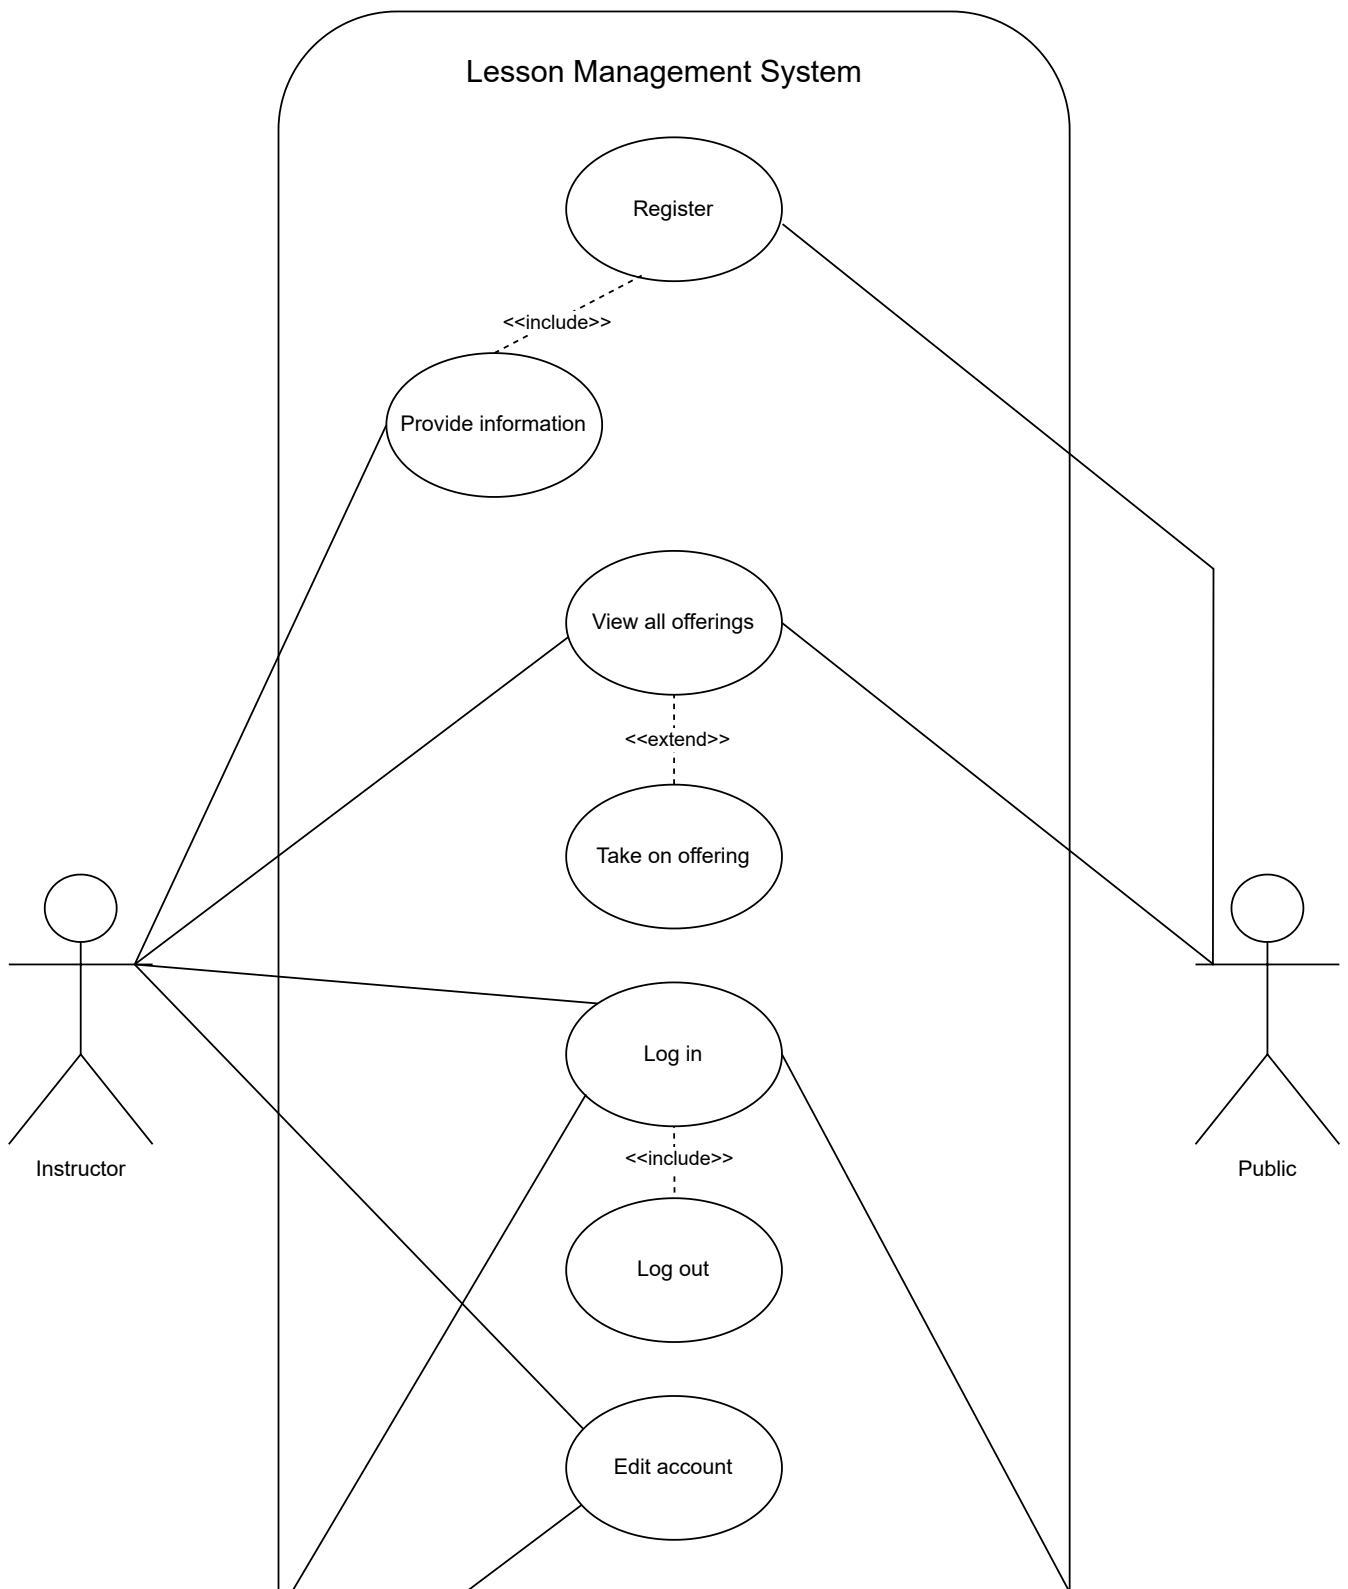 Lesson Management System
Register
<<include>>
Provide information
View all offerings
<<extend>>
Take on offering
Log in
<<include>>
Instructor
Public
Log out
Edit account